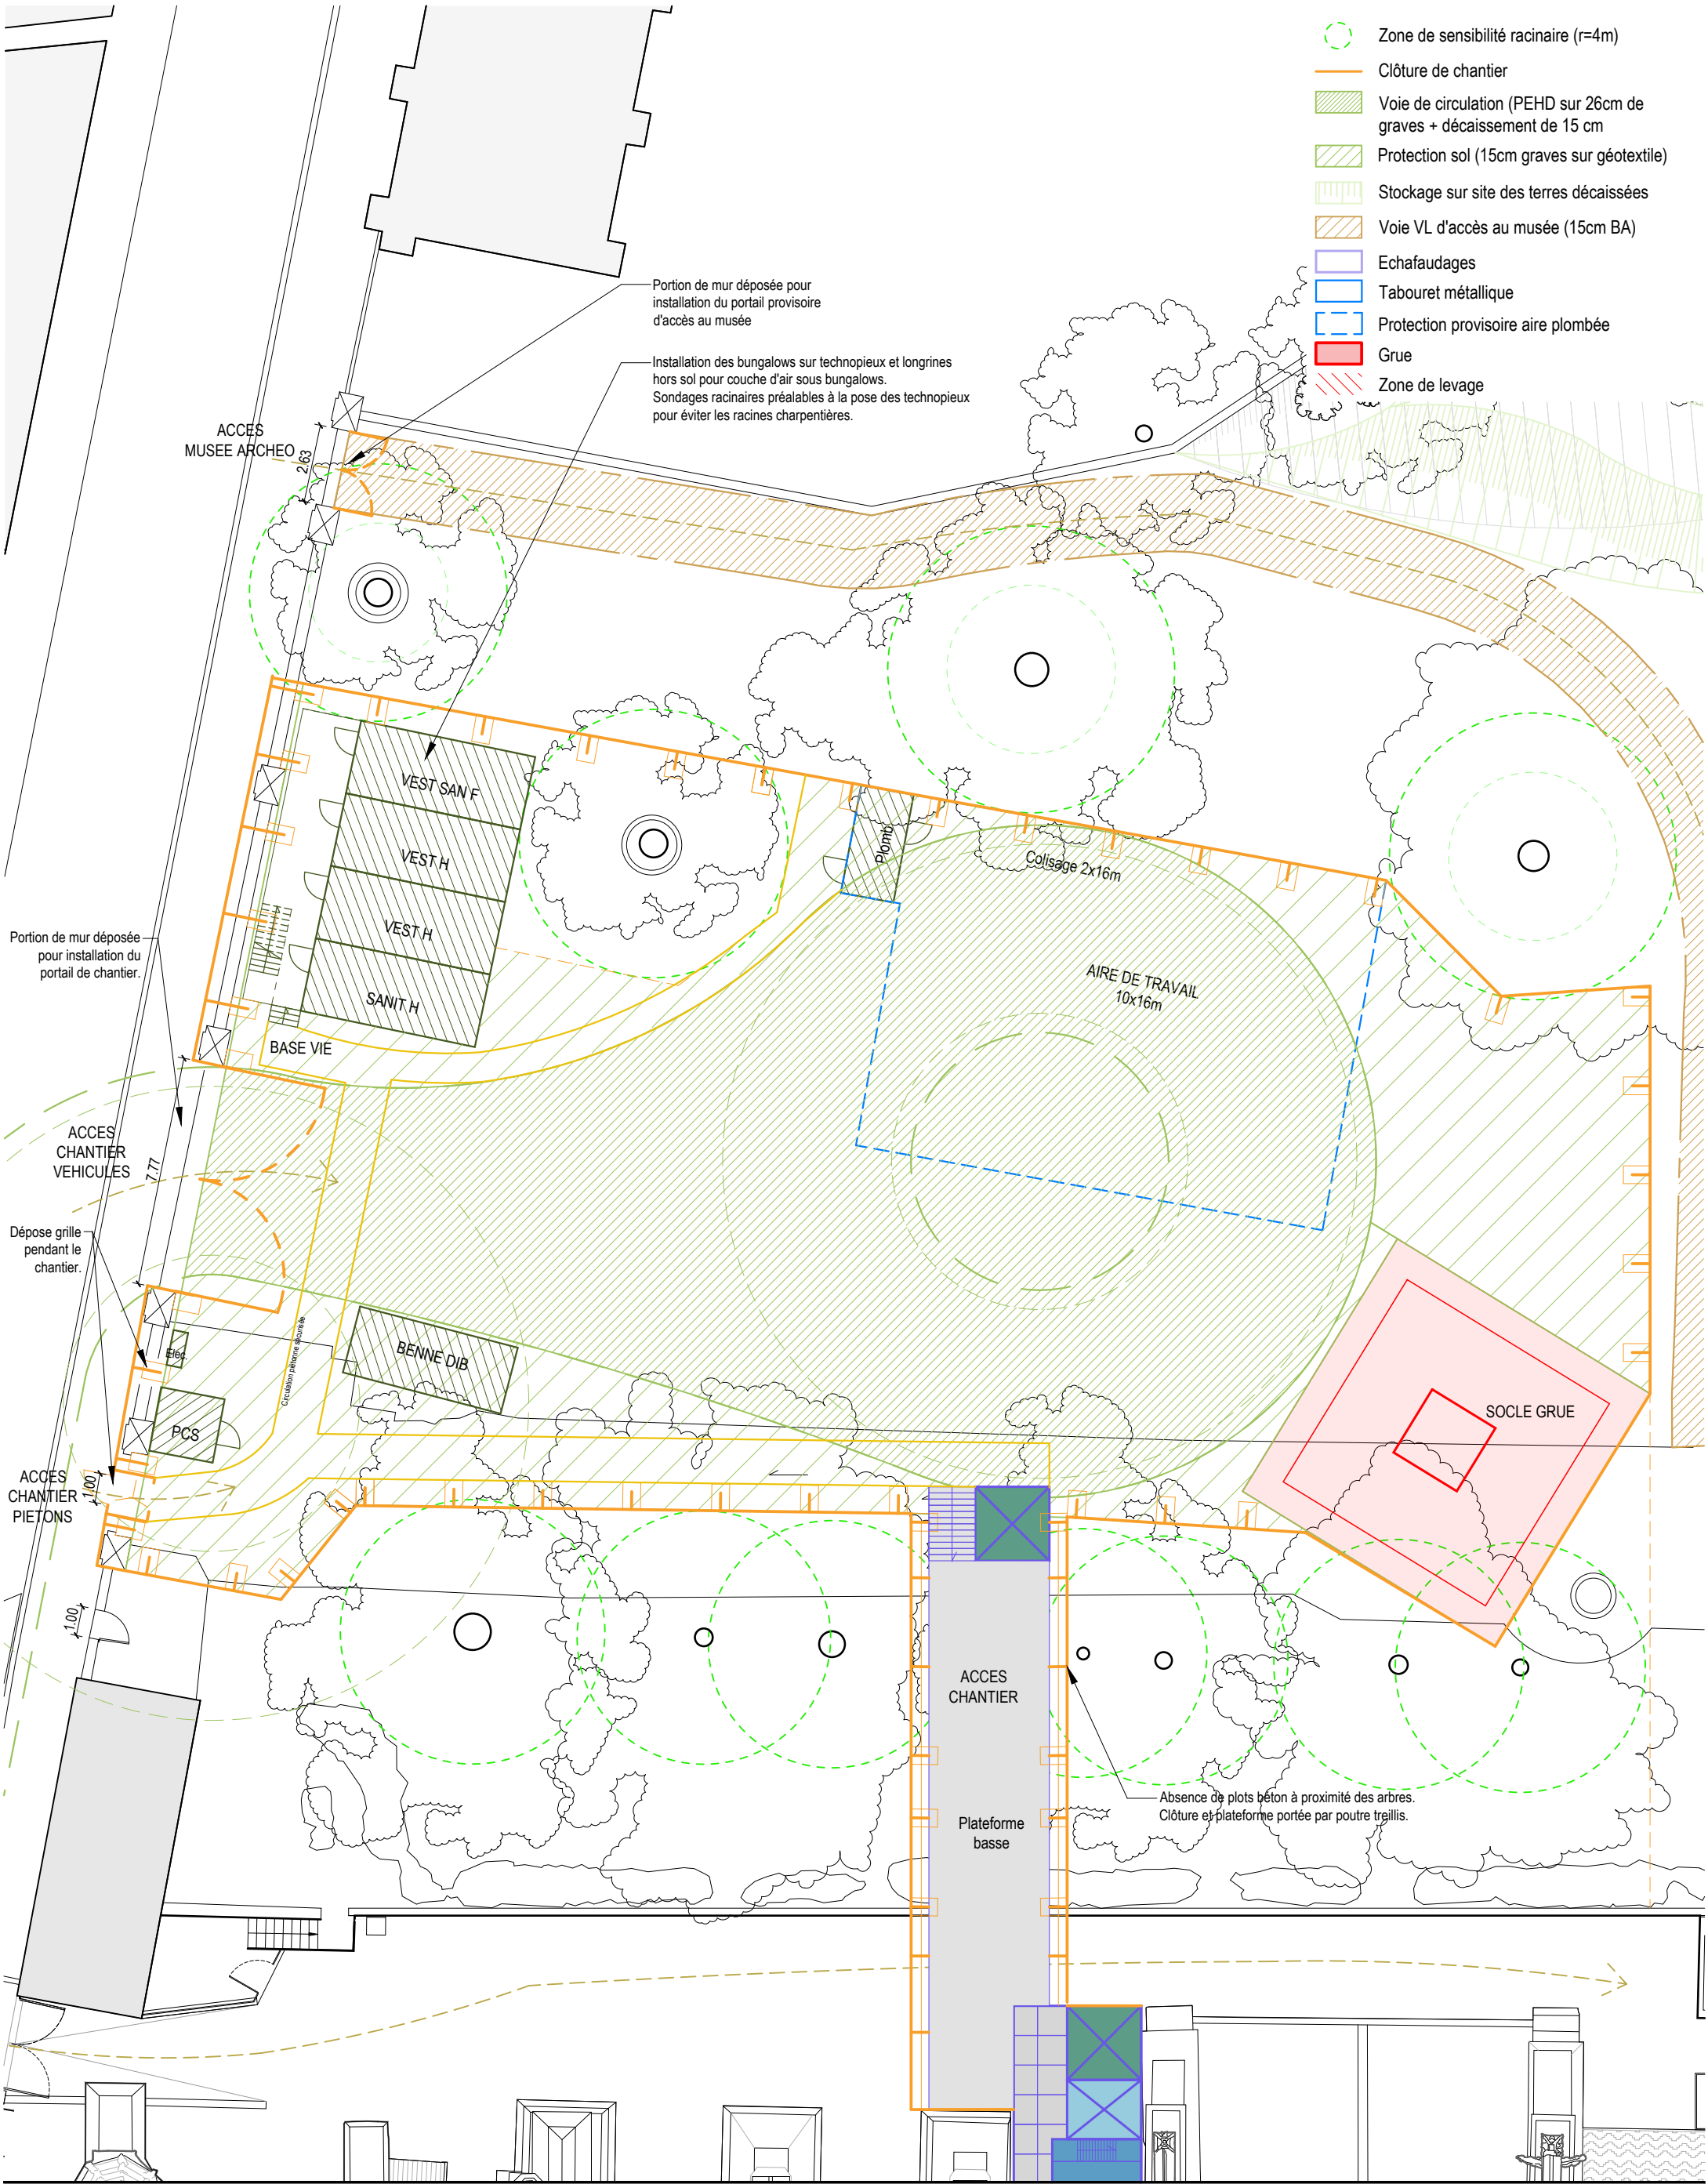 Zone de sensibilité racinaire (r=4m)
Clôture de chantier
Voie de circulation (PEHD sur 26cm de
graves + décaissement de 15 cm
Protection sol (15cm graves sur géotextile)
Stockage sur site des terres décaissées
Voie VL d'accès au musée (15cm BA)
Echafaudages
Tabouret métallique
Protection provisoire aire plombée
Grue
Zone de levage
Portion de mur déposée pour
installation du portail provisoire
d'accès au musée
Installation des bungalows sur technopieux et longrines
hors sol pour couche d'air sous bungalows.
Sondages racinaires préalables à la pose des technopieux
pour éviter les racines charpentières.
ACCES
MUSEE ARCHEO
2.63
VEST SAN F
VEST H
VEST H
SANIT H
BASE VIE
Plomb
Colisage 2x16m
AIRE DE TRAVAIL
10x16m
Portion de mur déposée
pour installation du
portail de chantier.
ACCES
CHANTIER
VEHICULES
7.77
Dépose grille
pendant le
chantier.
Elec.
PCS
Circulation piétonne sécurisée
BENNE DIB
SOCLE GRUE
ACCES
CHANTIER
PIETONS
1.00
1.00
ACCES
CHANTIER
Plateforme
basse
Absence de plots béton à proximité des arbres.
Clôture et plateforme portée par poutre treillis.